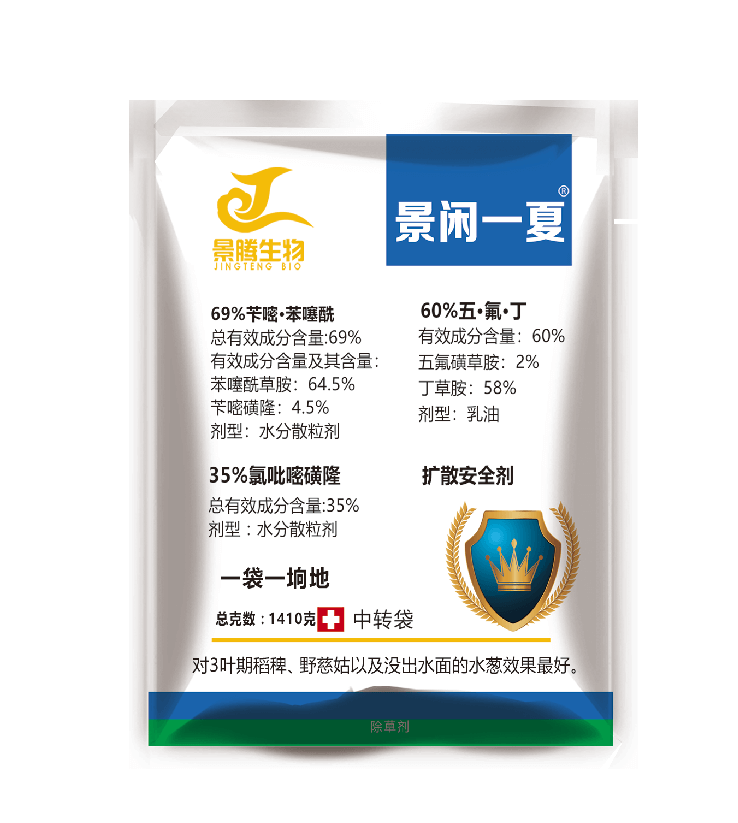 景腾生物
JINGTENG BIO
景闲一夏®
69%苄嘧·苯噻酰
总有效成分含量:69%
有效成分含量及其含量：
苯噻酰草胺：64.5%
苄嘧磺隆：4.5%
剂型：水分散粒剂
60%五·氟·丁
有效成分含量：60%
五氟磺草胺：2%
丁草胺：58%
剂型：乳油
35%氯吡嘧磺隆
总有效成分含量:35%
剂型：水分散粒剂
扩散安全剂
一袋一垧地
总克数：1410克 中转袋
对3叶期稻稗、野慈姑以及没出水面的水葱效果最好。
除草剂